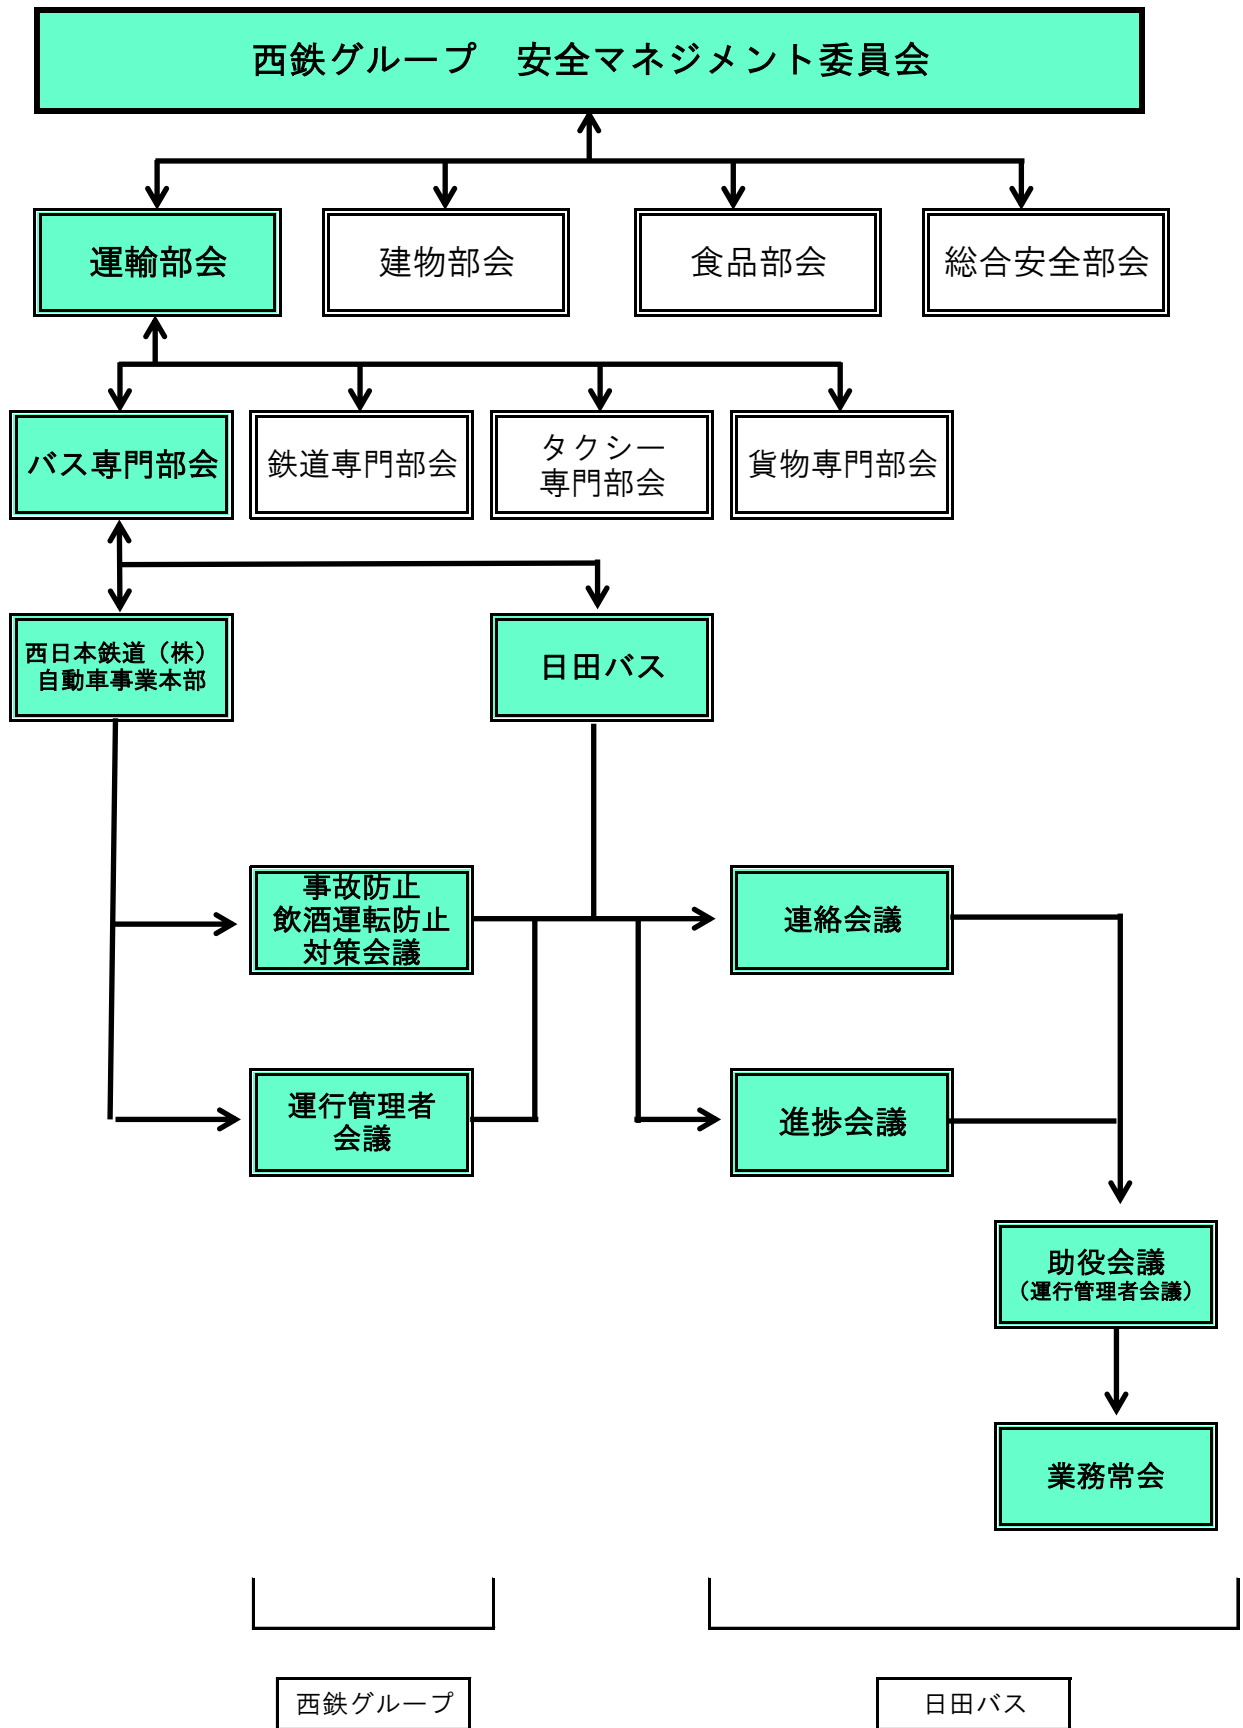 西鉄グループ　安全マネジメント委員会
運輸部会
建物部会
食品部会
総合安全部会
バス専門部会
鉄道専門部会
タクシー
専門部会
貨物専門部会
西日本鉄道（株）
自動車事業本部
日田バス
事故防止
飲酒運転防止
対策会議
連絡会議
運行管理者
会議
進捗会議
助役会議
（運行管理者会議）
業務常会
西鉄グループ
日田バス